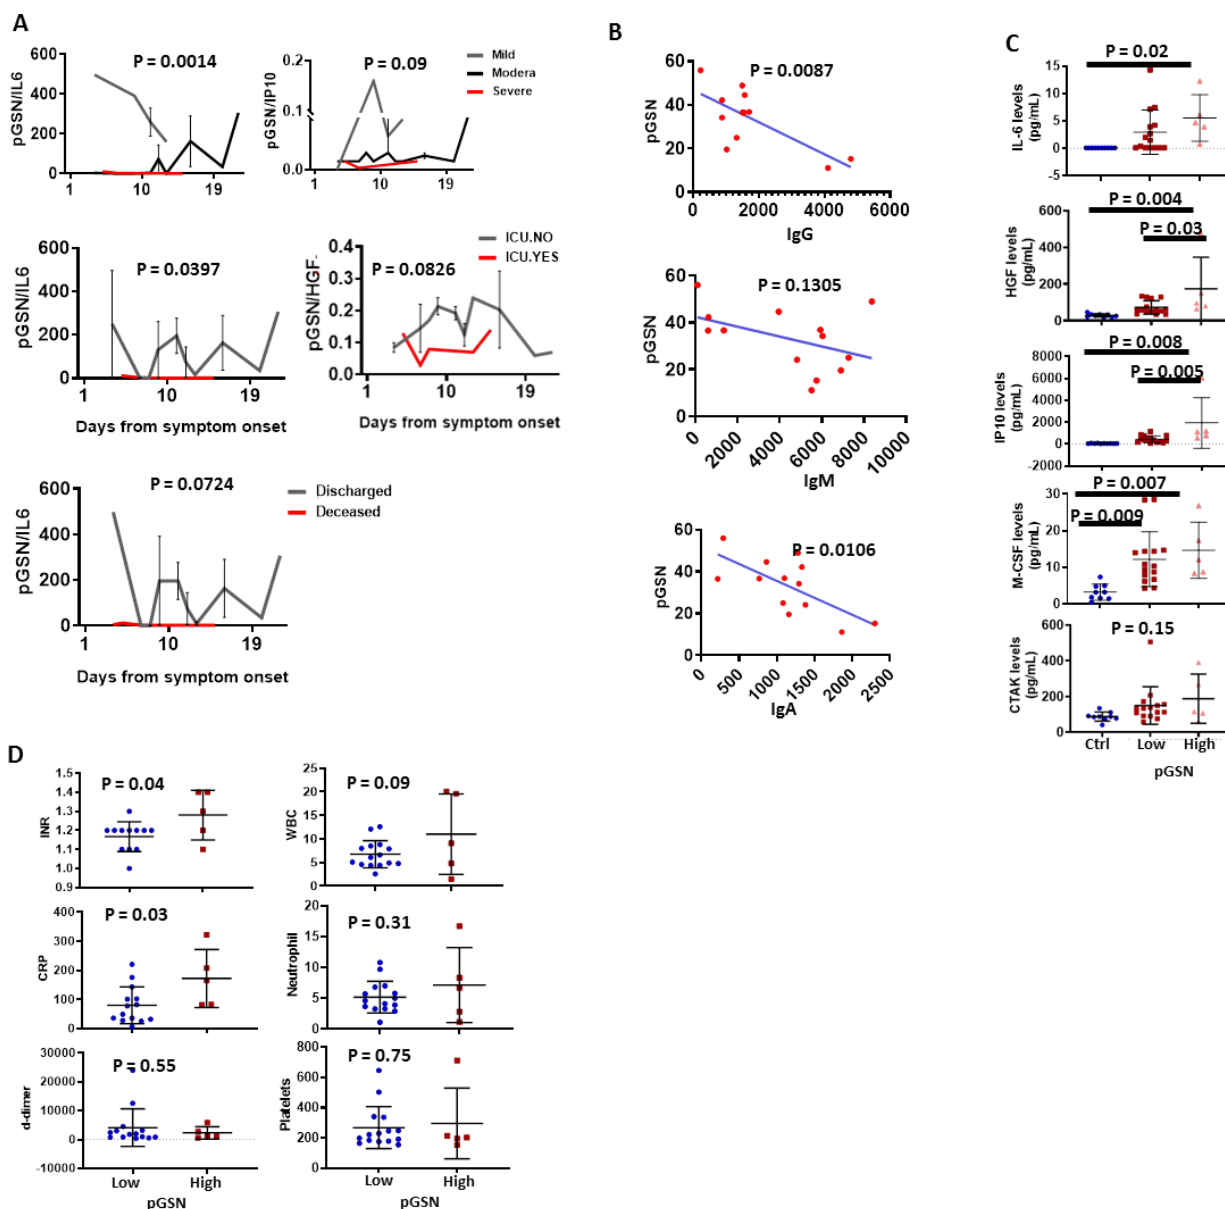 A
P = 0.0014
pGSN/IL6
600
400
200
0
1
10
19
P = 0.09
pGSN/IP10
0.2
0.1
0.1
0.0
1
10
19
Mild
Modera
Severe
P = 0.0397
pGSN/IL6
600
400
200
0
1
10
19
Days from symptom onset
P = 0.0826
pGSN/HGF
0.4
0.3
0.2
0.1
0.0
1
10
19
Days from symptom onset
ICU.NO
ICU.YES
P = 0.0724
pGSN/IL6
600
400
200
0
1
10
19
Days from symptom onset
Discharged
Deceased
B
P = 0.0087
pGSN
60
40
20
0
0
2000
4000
6000
IgG
P = 0.1305
pGSN
60
40
20
0
0
2000
4000
6000
8000
10000
IgM
P = 0.0106
pGSN
60
40
20
0
0
500
1000
1500
2000
2500
IgA
C
P = 0.02
IL-6 levels
(pg/mL)
15
10
5
0
-5
P = 0.004
P = 0.03
HGF levels
(pg/mL)
600
400
200
0
P = 0.008
P = 0.005
IP10 levels
(pg/mL)
8000
6000
4000
2000
0
-2000
P = 0.007
P = 0.009
M-CSF levels
(pg/mL)
30
20
10
0
P = 0.15
CTAK levels
(pg/mL)
600
400
200
0
Ctrl
Low
High
pGSN
D
P = 0.04
INR
1.5
1.4
1.3
1.2
1.1
1.0
0.9
P = 0.09
WBC
25
20
15
10
5
0
P = 0.03
CRP
400
300
200
100
0
P = 0.31
Neutrophil
20
15
10
5
0
P = 0.55
d-dimer
30000
20000
10000
0
-10000
Low
High
pGSN
P = 0.75
Platelets
800
600
400
200
0
Low
High
pGSN